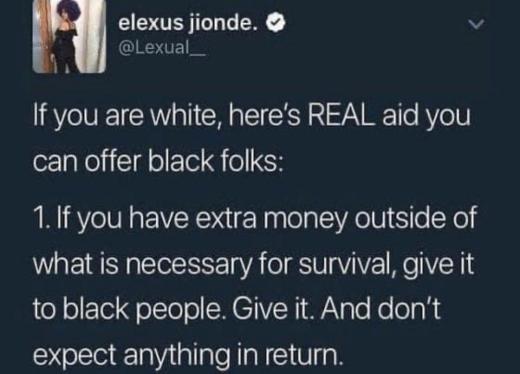 elexus jionde.
@Lexual__
If you are white, here's REAL aid you
can offer black folks:
1. If you have extra money outside of
what is necessary for survival, give it
to black people. Give it. And don't
expect anything in return.